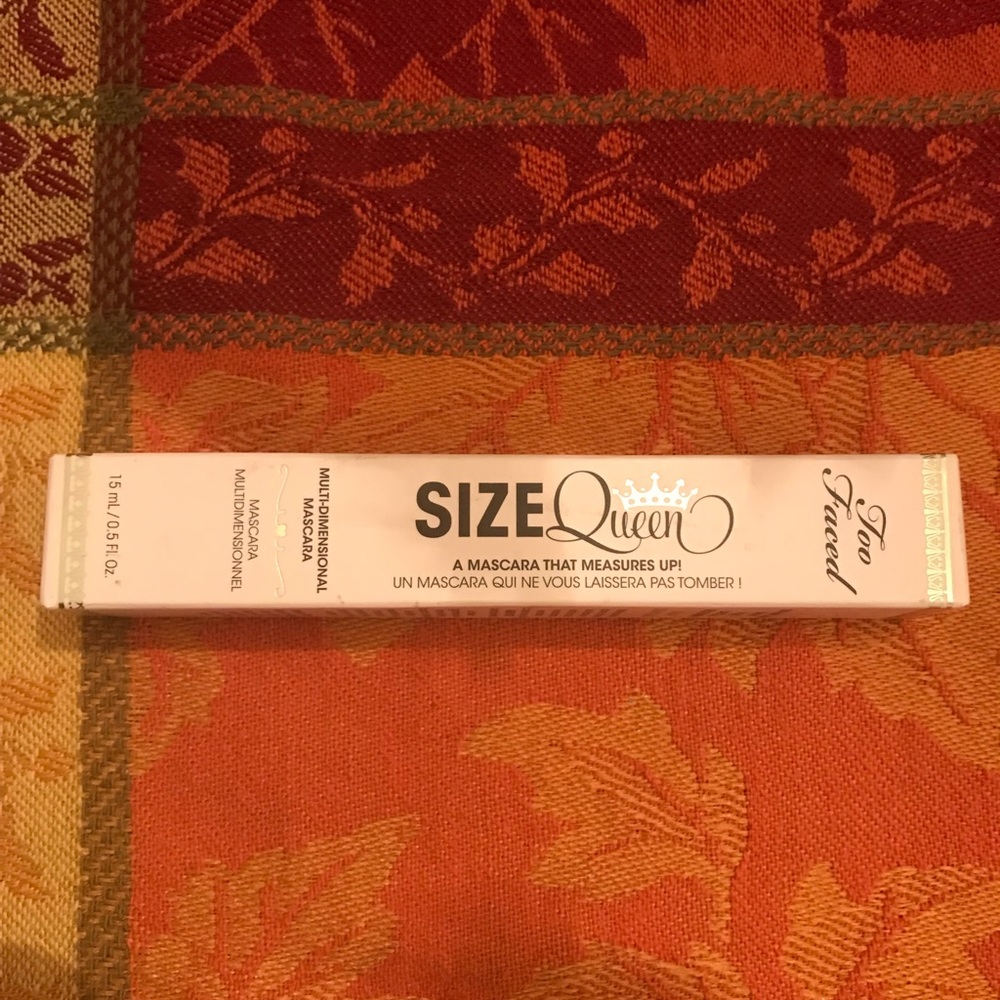 SIZE Queen
A MASCARA THAT MEASURES UP!
UN MASCARA QUI NE VOUS LAISSERA PAS TOMBER !
Too
Faced
MULTI-DIMENSIONAL
MASCARA
MASCARA
MULTIDIMENSIONNEL
15 mL / 0.5 Fl. Oz.